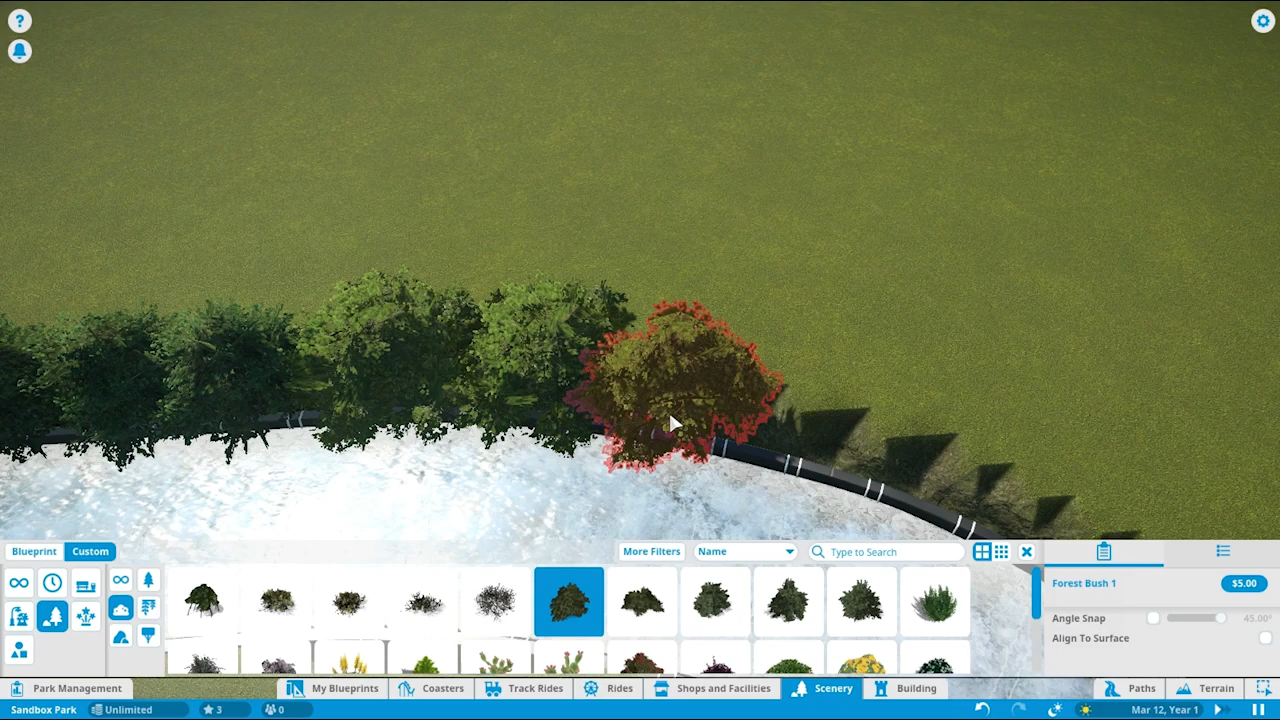 ?
Blueprint Custom More Filters Name Type to Search
Forest Bush 1 $5.00
Angle Snap 45.00°
Align To Surface
Park Management My Blueprints Coasters Track Rides Rides Shops and Facilities Scenery Building Paths Terrain
Sandbox Park Unlimited 3 0 Mar 12, Year 1